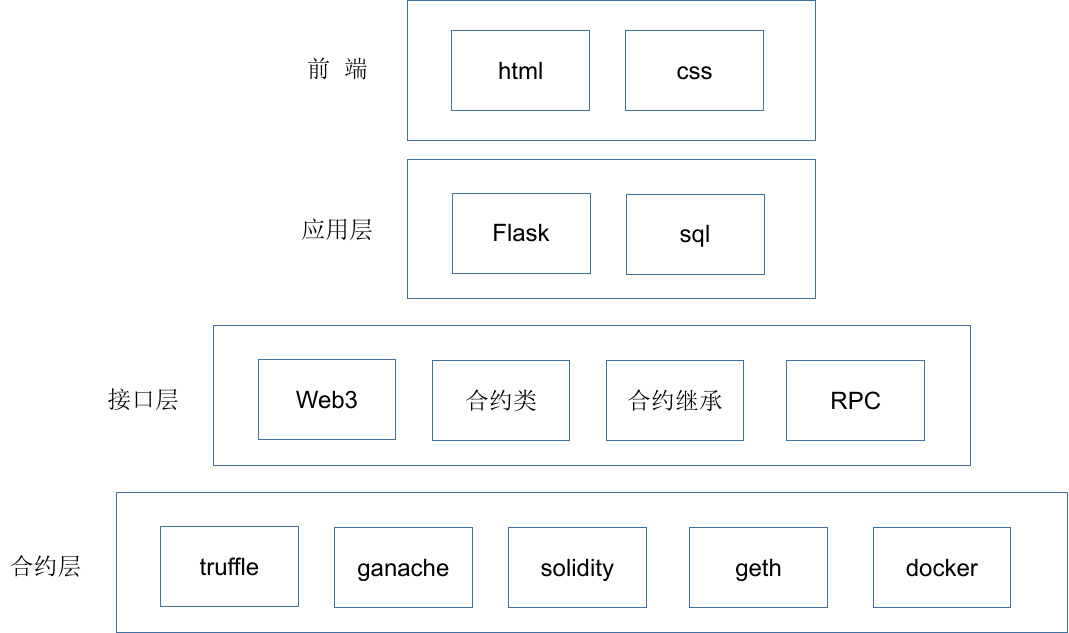 前 端
html
css
应用层
Flask
sql
接口层
Web3
合约类
合约继承
RPC
合约层
truffle
ganache
solidity
geth
docker